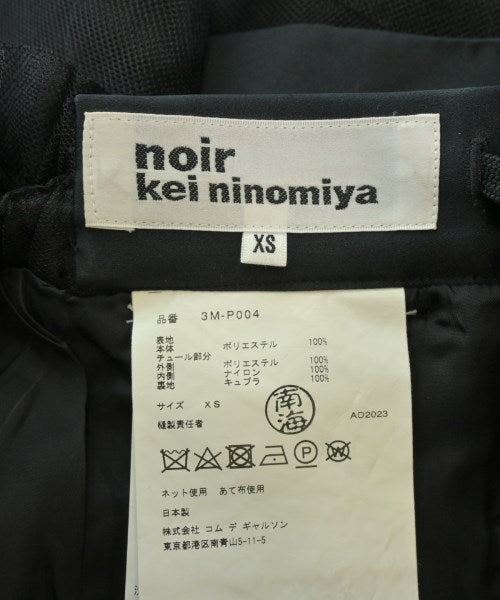 noir
kei ninomiya
XS
品番 3M-P004
表地
本体 ポリエステル 100%
チュール部分
外側 ポリエステル 100%
内側 ナイロン 100%
裏地 キュプラ 100%
サイズ XS
縫製責任者 南海
AD2023
P
W
ネット使用 あて布使用
日本製
株式会社 コム デ ギャルソン
東京都港区南青山5-11-5